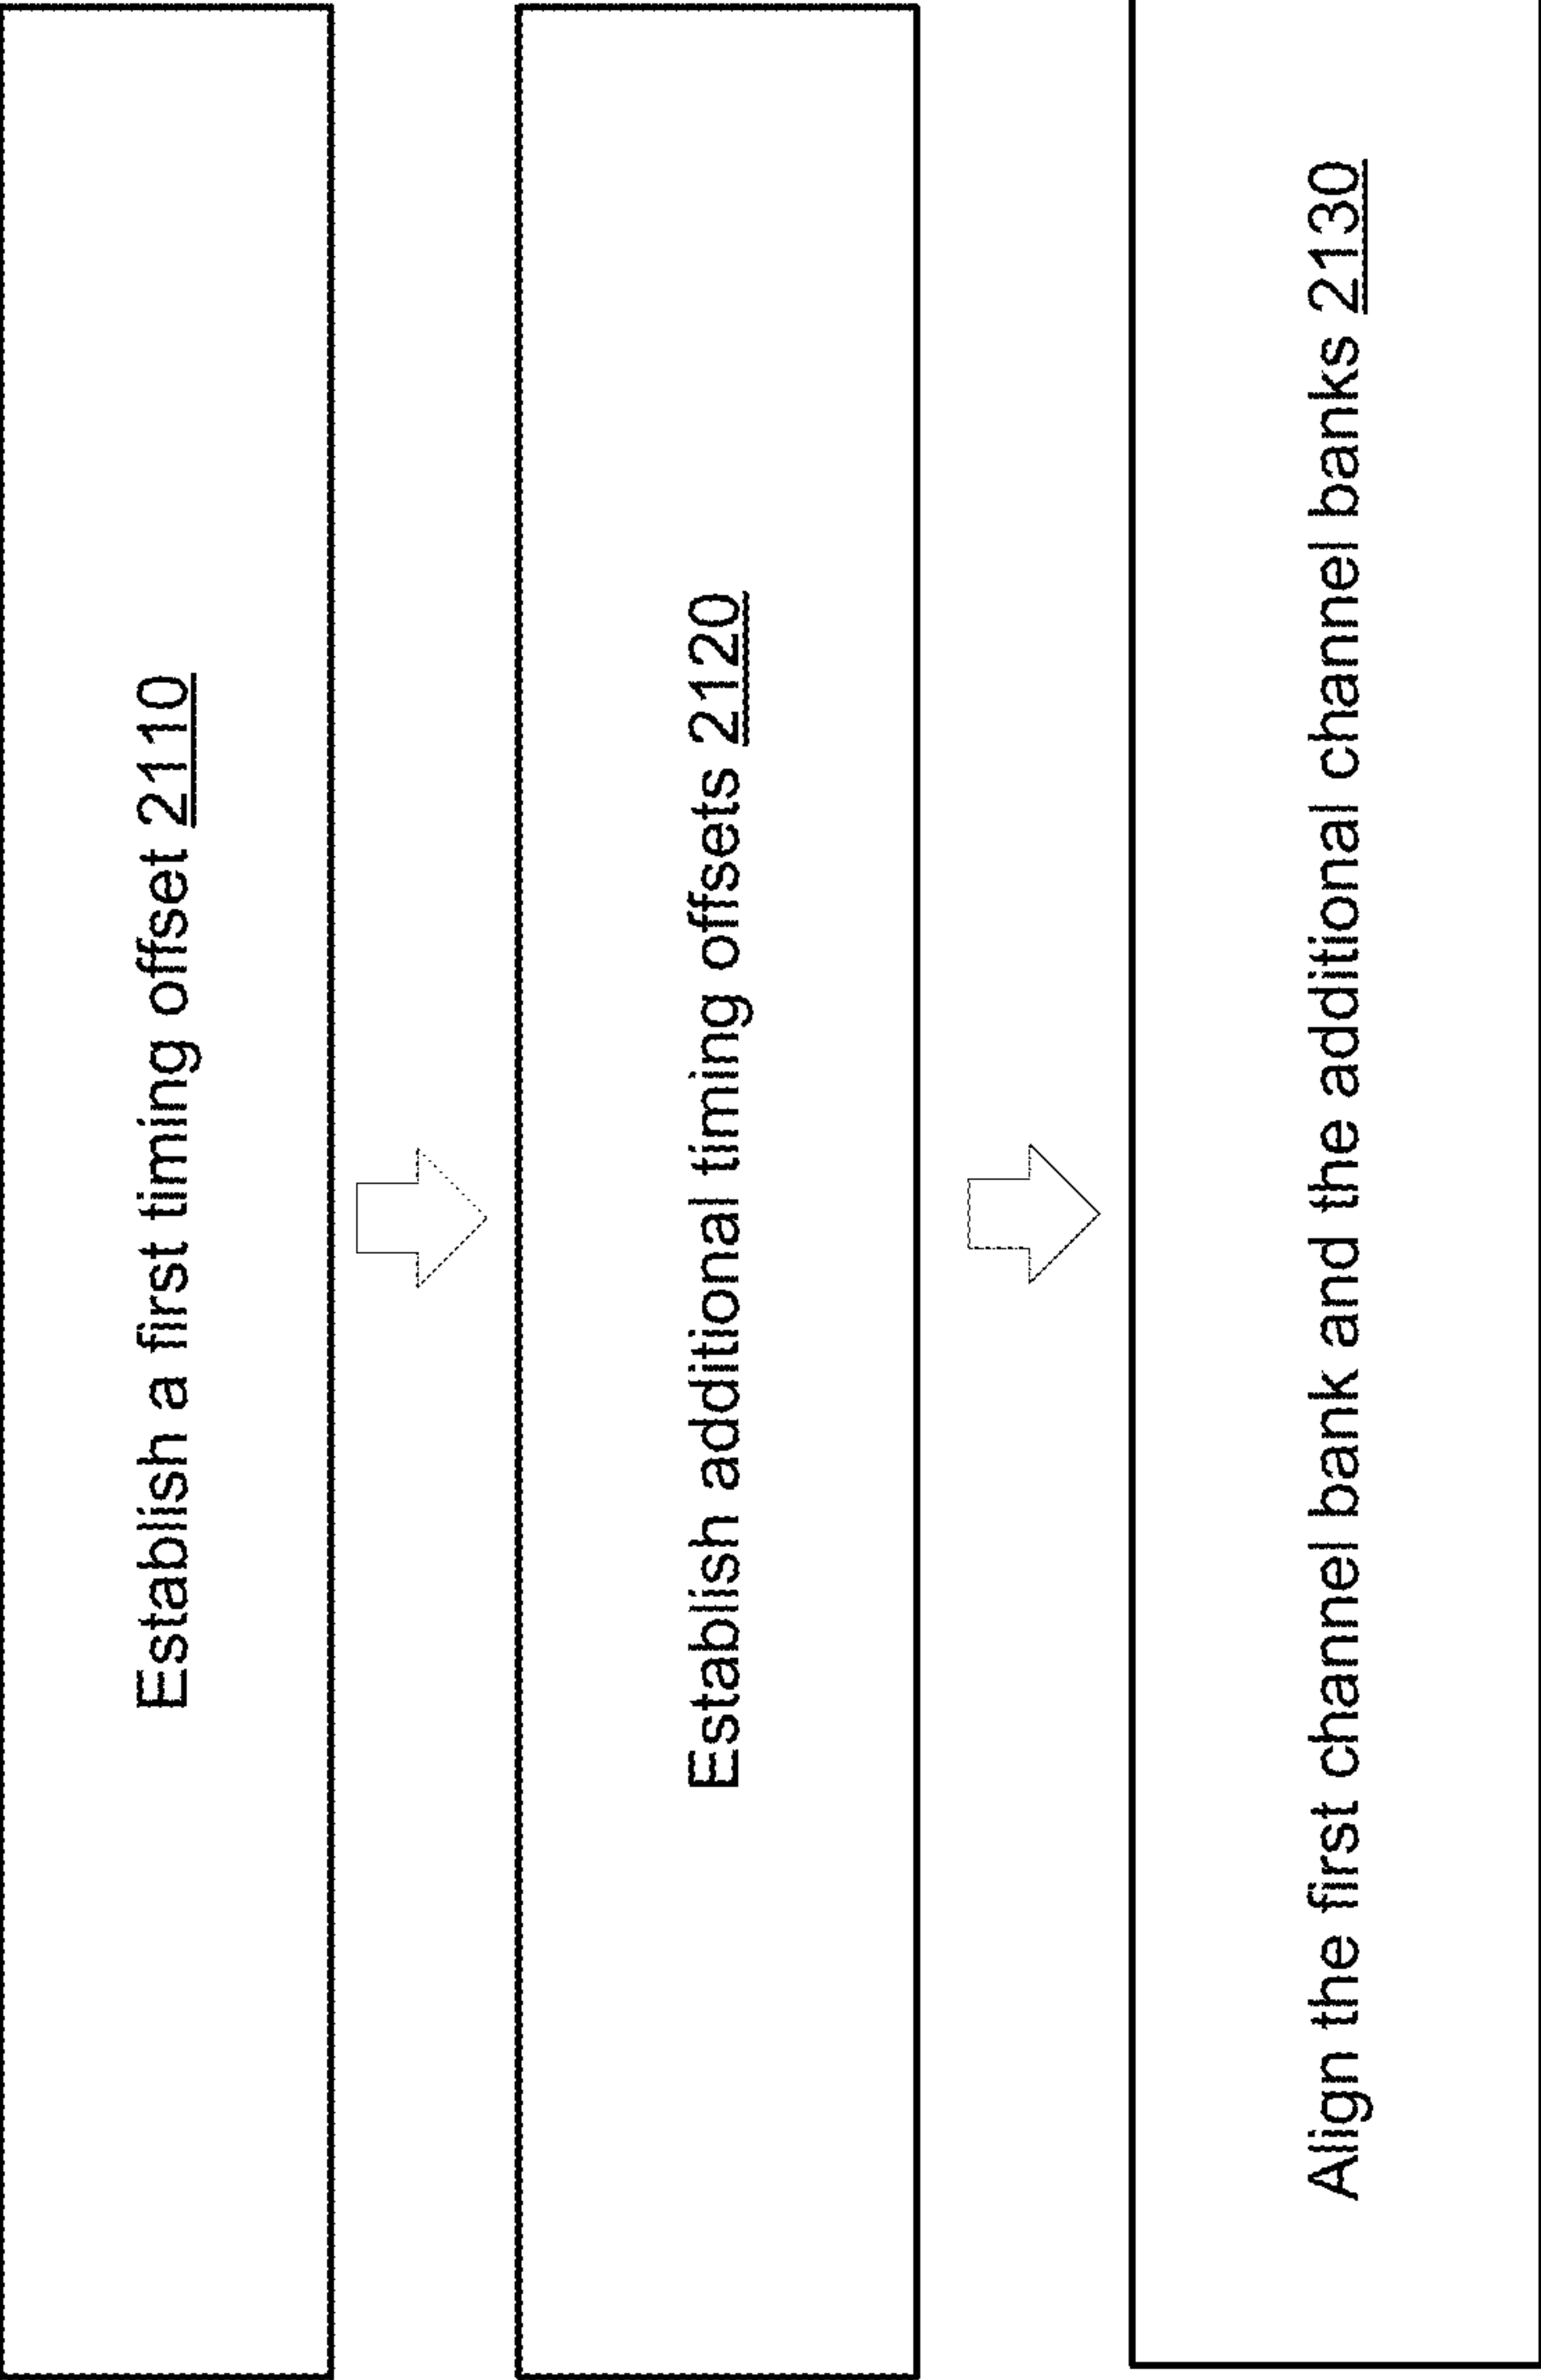 Establish a first timing offset 2110
Establish additional timing offsets 2120
Align the first channel bank and the additional channel banks 2130